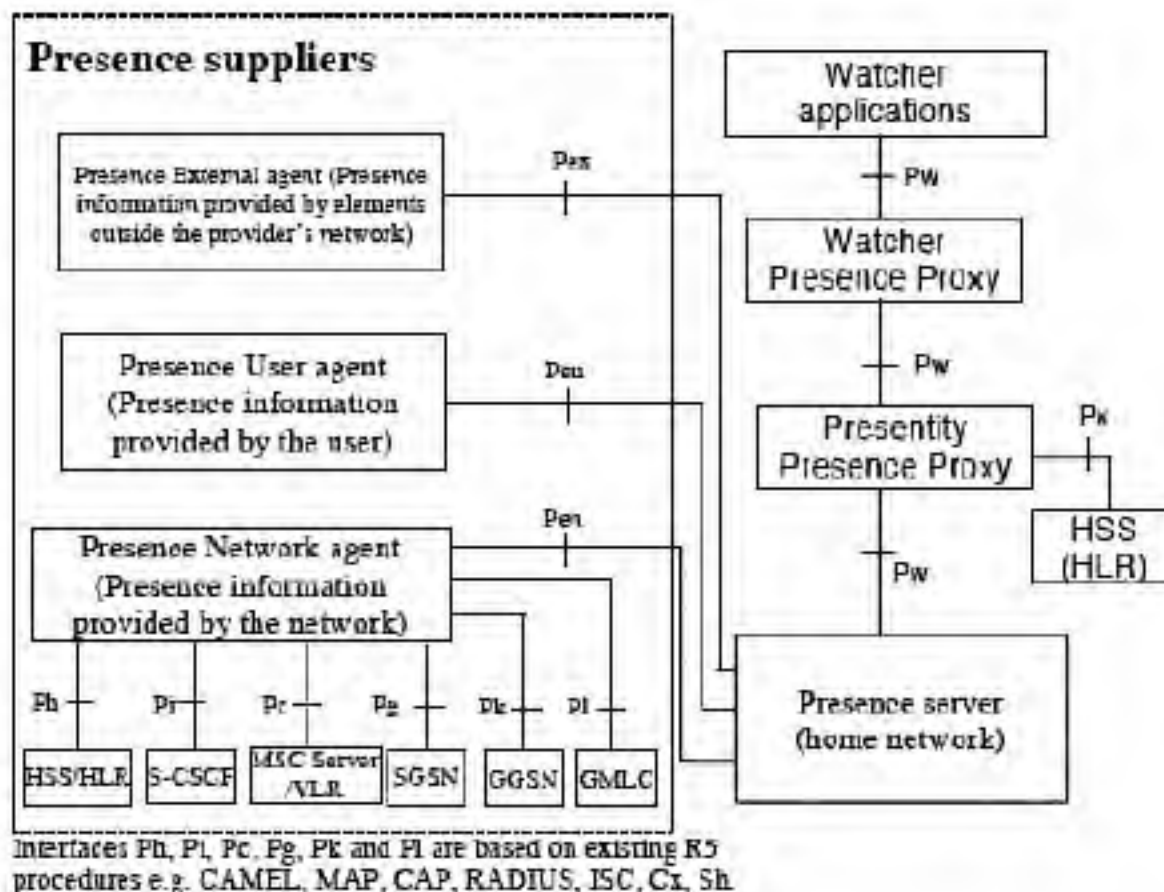 Presence suppliers
Presence External agent (Presence
information provided by elements
outside the provider's network)
Pex
Presence User agent
(Presence information
provided by the user)
Peu
Presence Network agent
(Presence information
provided by the network)
Pen
Ph
Pi
Pc
Pg
Pk
Pl
HSS/HLR
S-CSCF
MSC Server
/VLR
SGSN
GGSN
GMLC
Watcher
applications
Pw
Watcher
Presence Proxy
Pw
Presentity
Presence Proxy
Px
HSS
(HLR)
Pw
Presence server
(home network)
Interfaces Ph, Pi, Pc, Pg, Pk and Pl are based on existing R5
procedures e.g. CAMEL, MAP, CAP, RADIUS, ISC, Cx, Sh